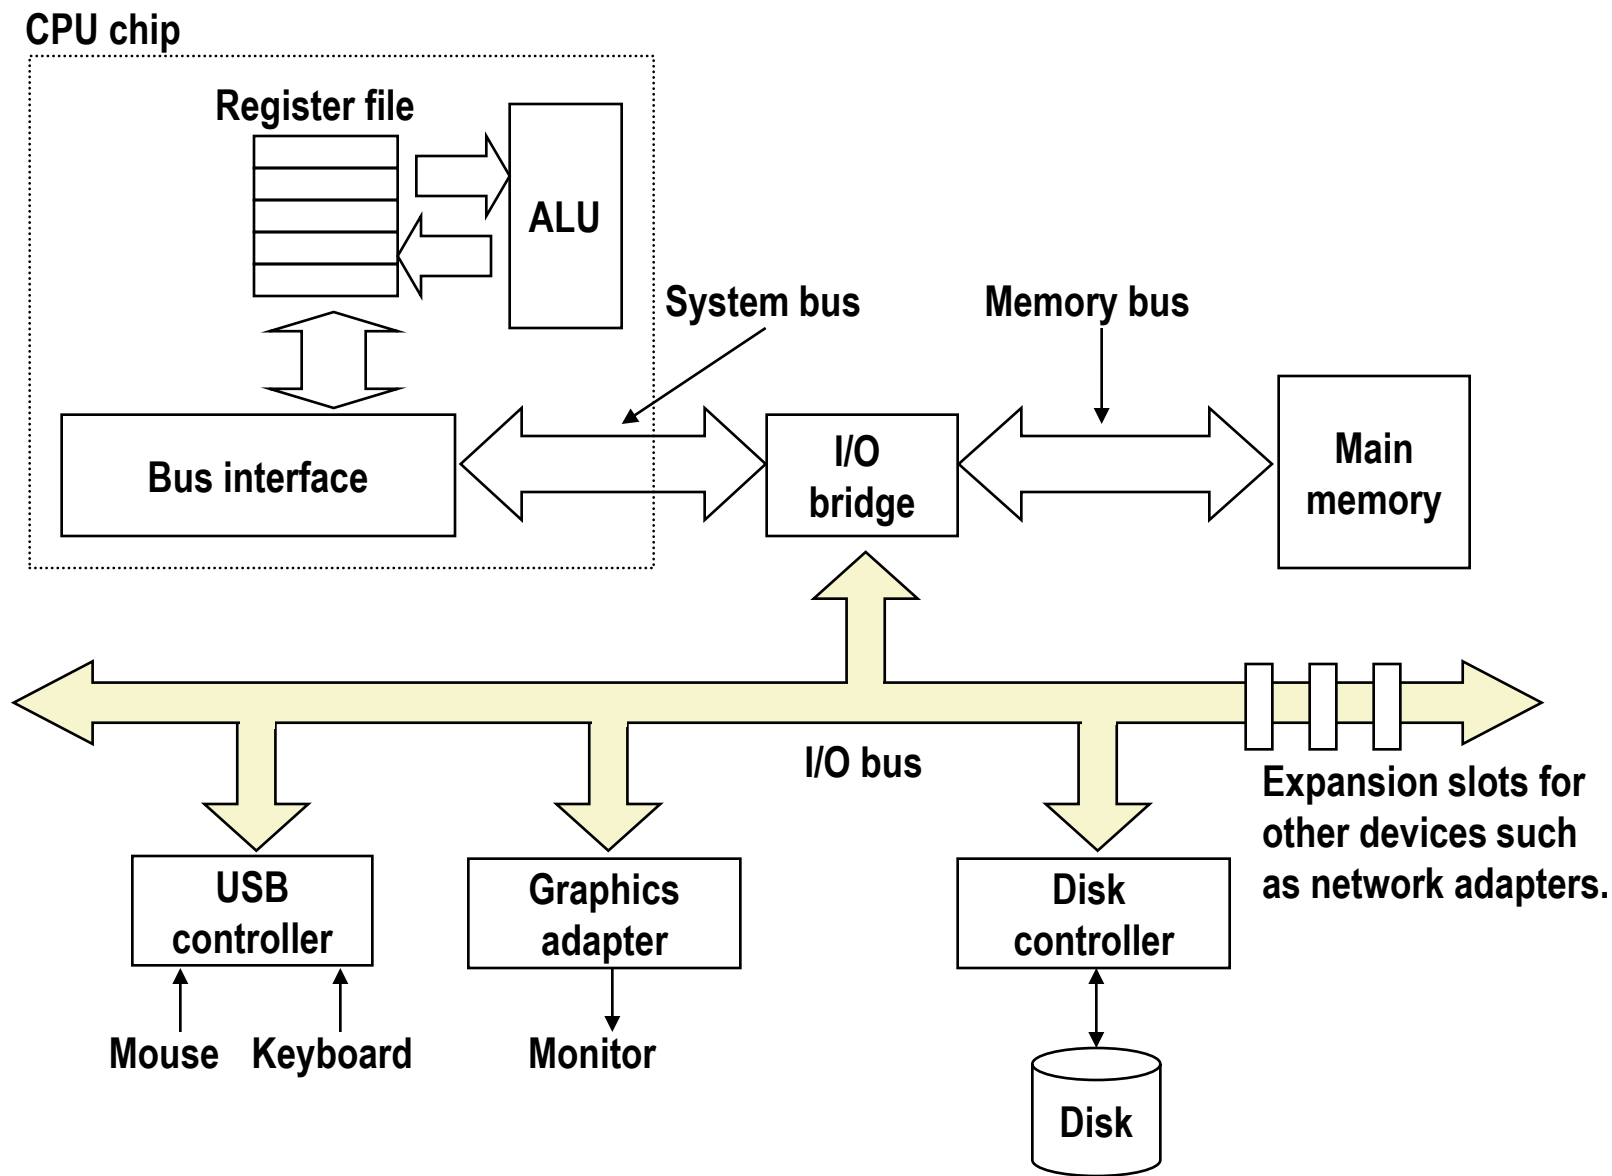 CPU chip
Register file
ALU
System bus
Memory bus
Bus interface
I/O
bridge
Main
memory
I/O bus
Expansion slots for
other devices such
as network adapters.
USB
controller
Graphics
adapter
Disk
controller
Mouse
Keyboard
Monitor
Disk